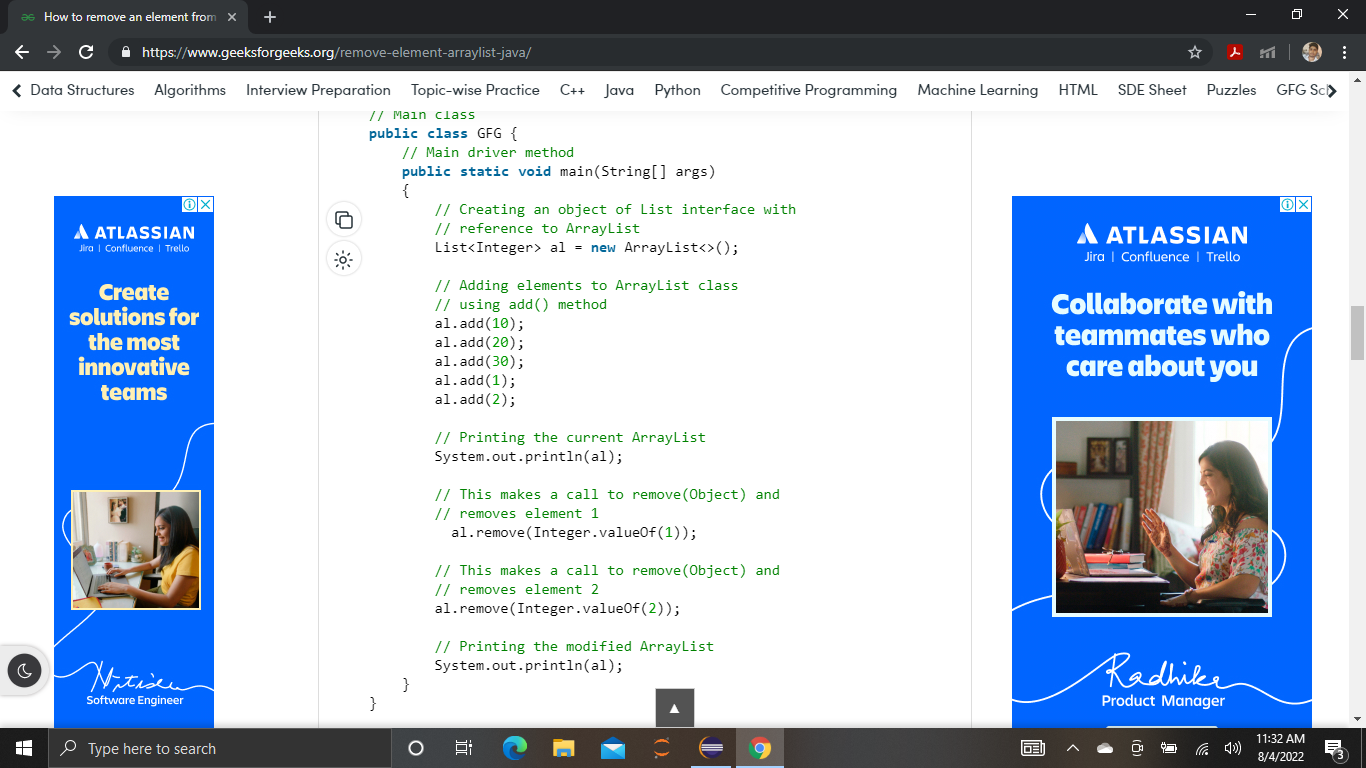 How to remove an element from
https://www.geeksforgeeks.org/remove-element-arraylist-java/
Data Structures Algorithms Interview Preparation Topic-wise Practice C++ Java Python Competitive Programming Machine Learning HTML SDE Sheet Puzzles GFG
// Main class
public class GFG {
// Main driver method
public static void main(String[] args)
{
// Creating an object of List interface with
// reference to ArrayList
List<Integer> al = new ArrayList<>();
// Adding elements to ArrayList class
// using add() method
al.add(10);
al.add(20);
al.add(30);
al.add(1);
al.add(2);
// Printing the current ArrayList
System.out.println(al);
// This makes a call to remove(Object) and
// removes element 1
al.remove(Integer.valueOf(1));
// This makes a call to remove(Object) and
// removes element 2
al.remove(Integer.valueOf(2));
// Printing the modified ArrayList
System.out.println(al);
}
}
ATLASSIAN
Jira | Confluence | Trello
Create
solutions for
the most
innovative
teams
Software Engineer
ATLASSIAN
Jira | Confluence | Trello
Collaborate with
teammates who
care about you
Radhika
Product Manager
Type here to search
11:32 AM
8/4/2022
3